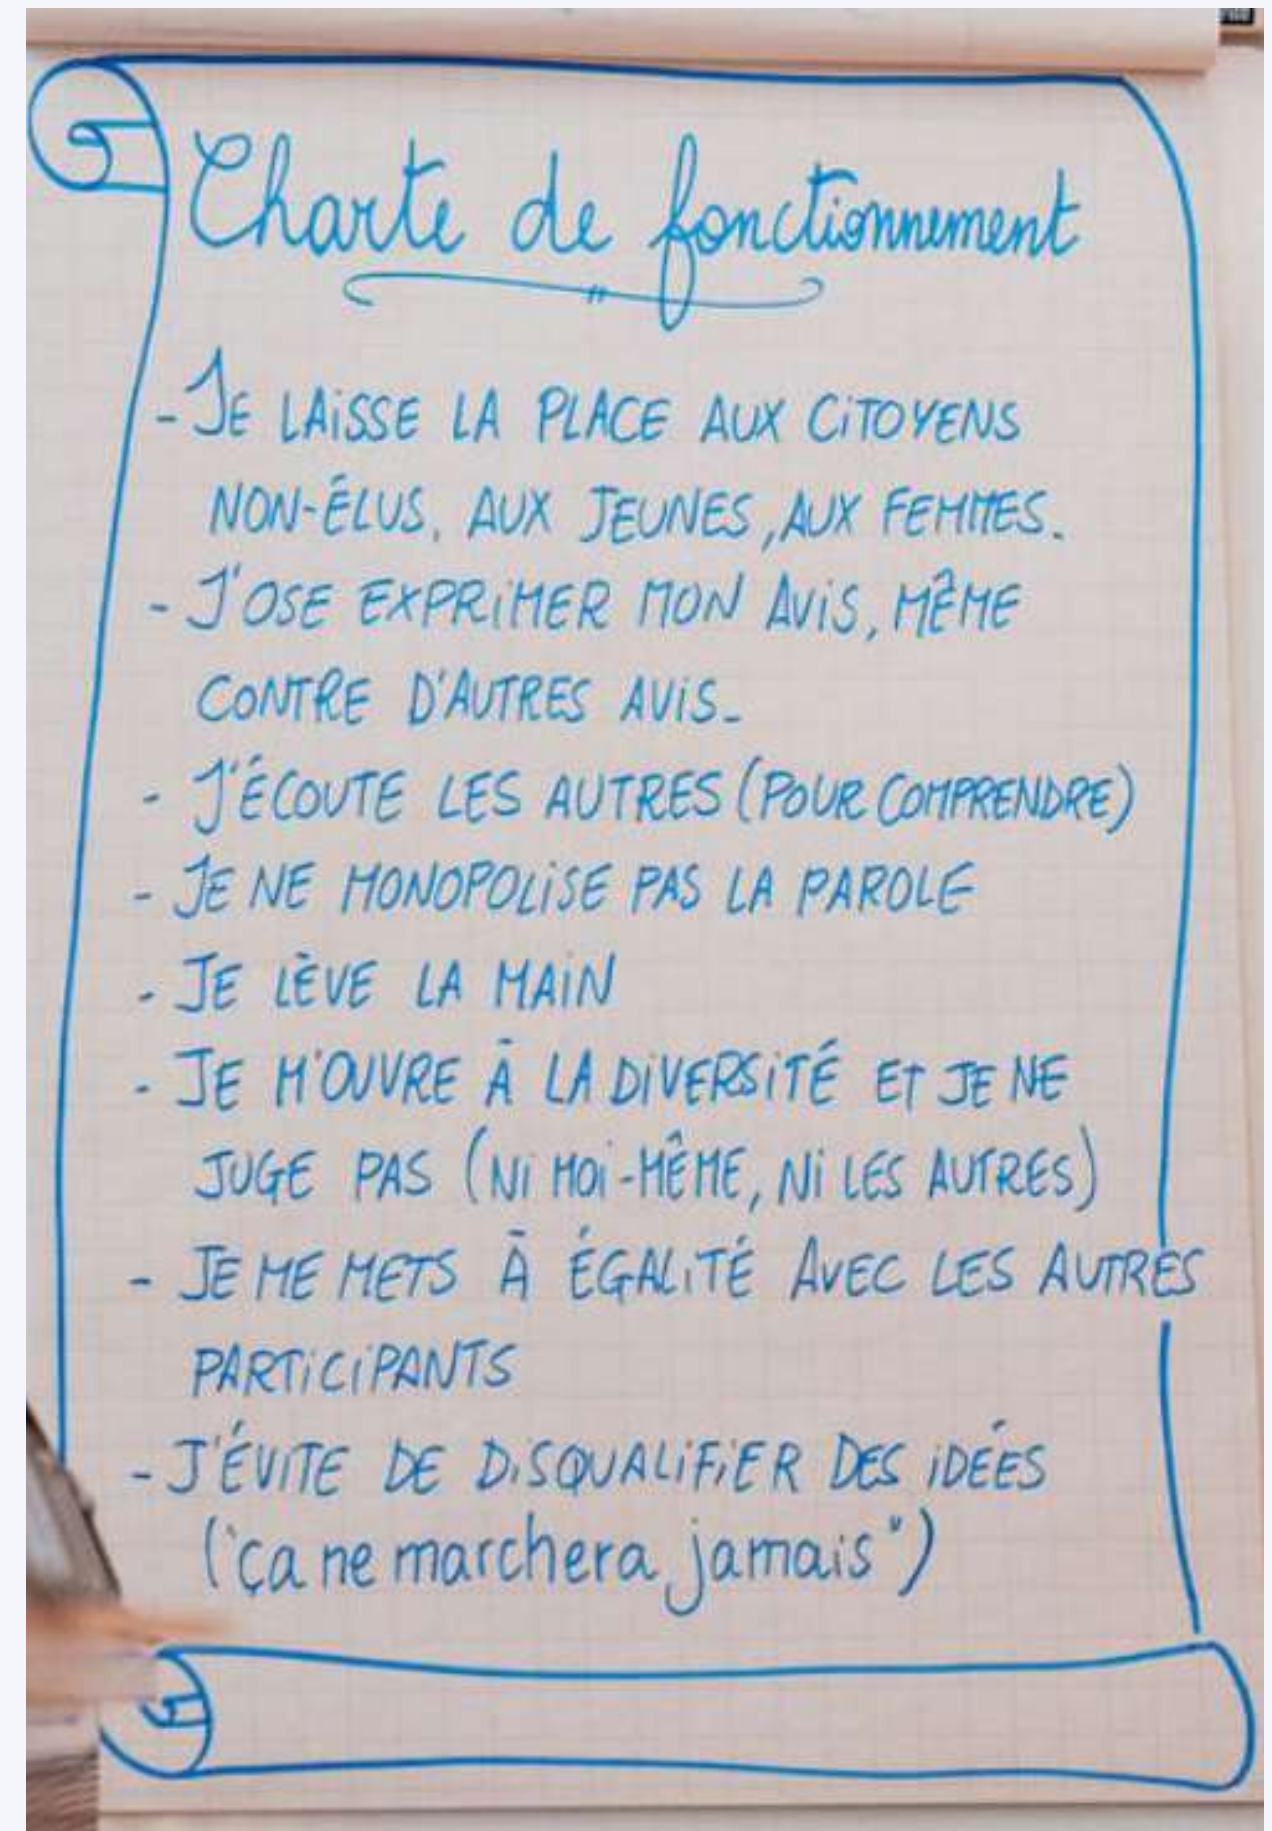 Charte de fonctionnement
- JE LAiSSE LA PLACE AUX CiTOYENS
NON-ÉLUS, AUX JEUNES, AUX FEMMES.
- J'OSE EXPRiMER MON AViS, MÊME
CONTRE D'AUTRES AVIS.
- J'ÉCOUTE LES AUTRES (POUR COMPRENDRE)
- JE NE MONOPOLiSE PAS LA PAROLE
- JE LÈVE LA MAiN
- JE M'OUVRE À LA DiVERSiTÉ ET JE NE
JUGE PAS (Ni MOi-MÊME, Ni LES AUTRES)
- JE ME METS À ÉGALiTÉ AVEC LES AUTRES
PARTiCiPANTS
- J'ÉVITE DE DiSQUALiFiER DES iDÉES
("ça ne marchera jamais")